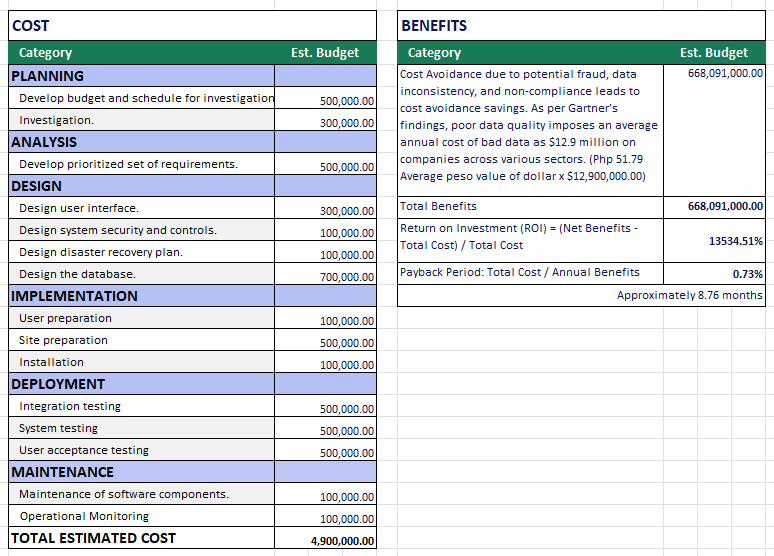 COST
Category Est. Budget
PLANNING
Develop budget and schedule for investigation 500,000.00
Investigation. 300,000.00
ANALYSIS
Develop prioritized set of requirements. 500,000.00
DESIGN
Design user interface. 300,000.00
Design system security and controls. 100,000.00
Design disaster recovery plan. 100,000.00
Design the database. 700,000.00
IMPLEMENTATION
User preparation 100,000.00
Site preparation 500,000.00
Installation 100,000.00
DEPLOYMENT
Integration testing 500,000.00
System testing 500,000.00
User acceptance testing 500,000.00
MAINTENANCE
Maintenance of software components. 100,000.00
Operational Monitoring 100,000.00
TOTAL ESTIMATED COST 4,900,000.00
BENEFITS
Category Est. Budget
Cost Avoidance due to potential fraud, data 668,091,000.00
inconsistency, and non-compliance leads to
cost avoidance savings. As per Gartner's
findings, poor data quality imposes an average
annual cost of bad data as $12.9 million on
companies across various sectors. (Php 51.79
Average peso value of dollar x $12,900,000.00)
Total Benefits 668,091,000.00
Return on Investment (ROI) = (Net Benefits -
Total Cost) / Total Cost 13534.51%
Payback Period: Total Cost / Annual Benefits 0.73%
Approximately 8.76 months